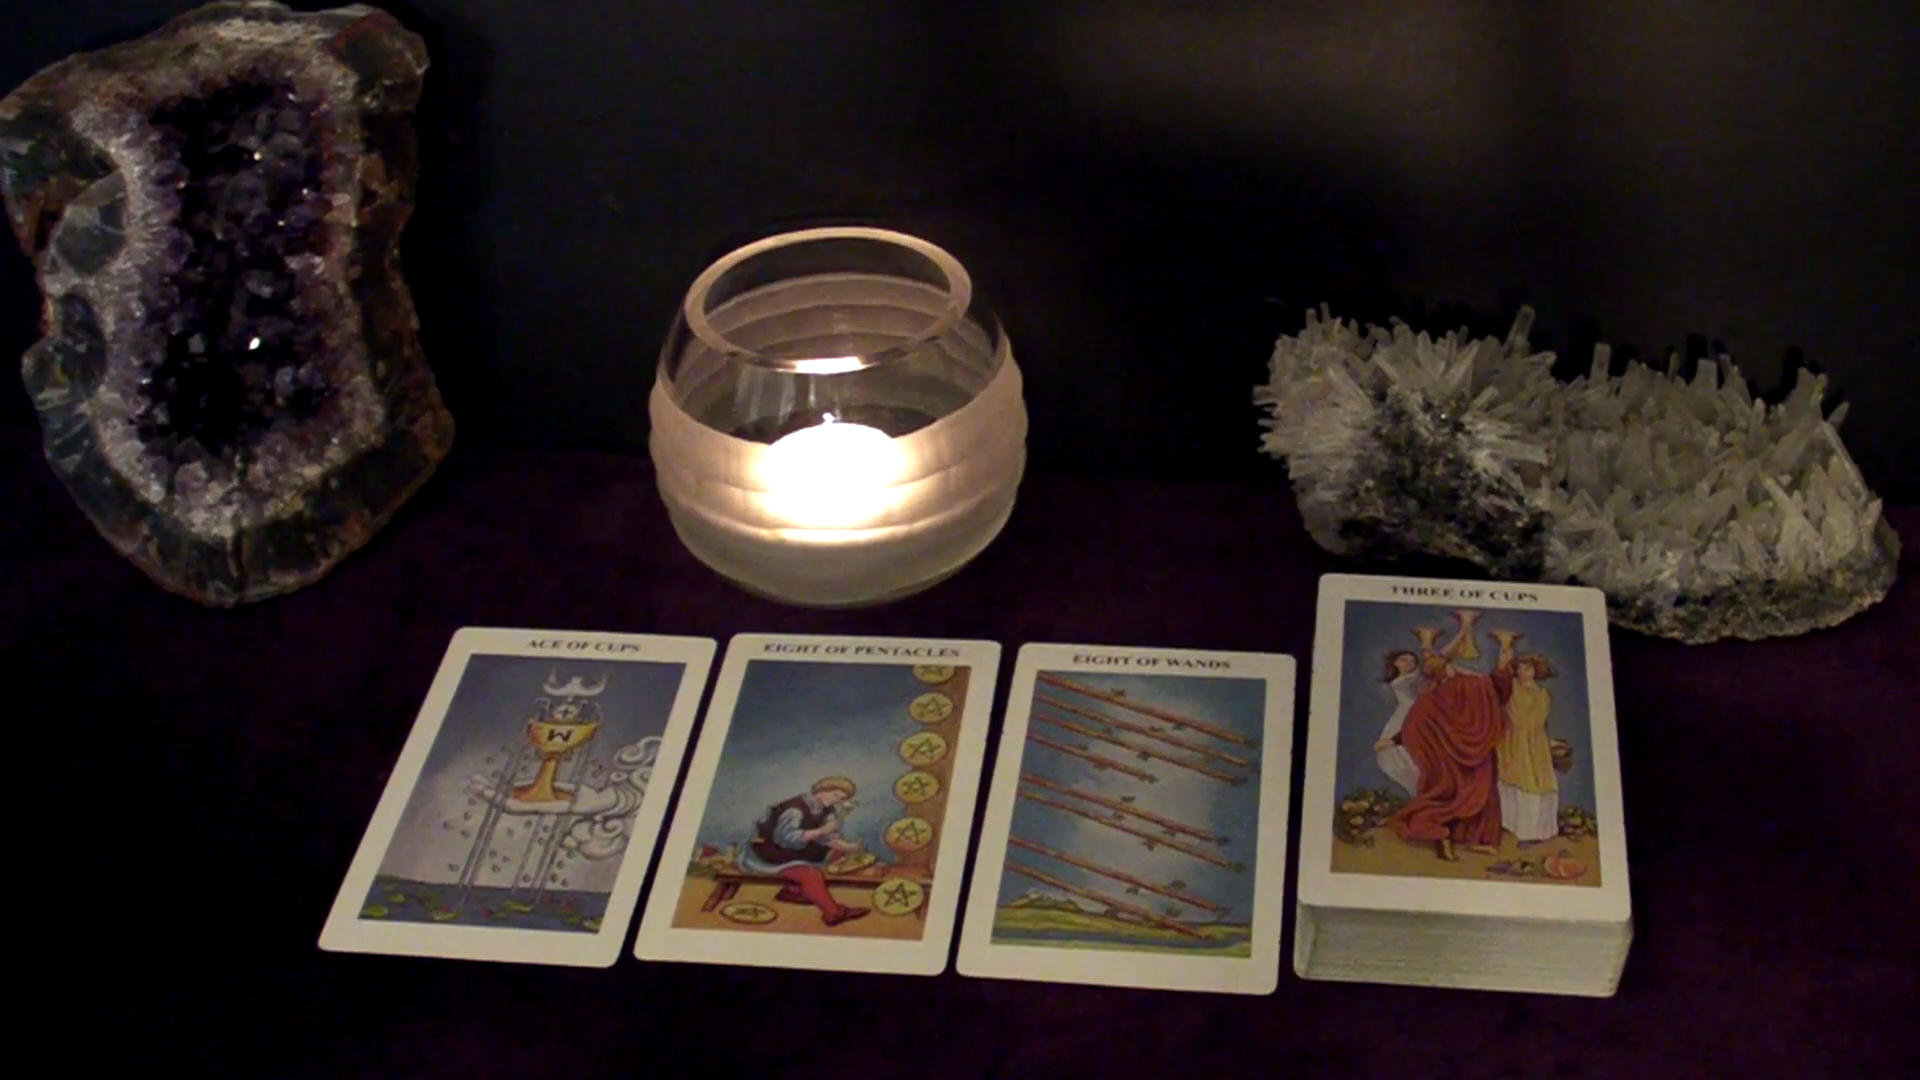 ACE OF CUPS
EIGHT OF PENTACLES
EIGHT OF WANDS
THREE OF CUPS